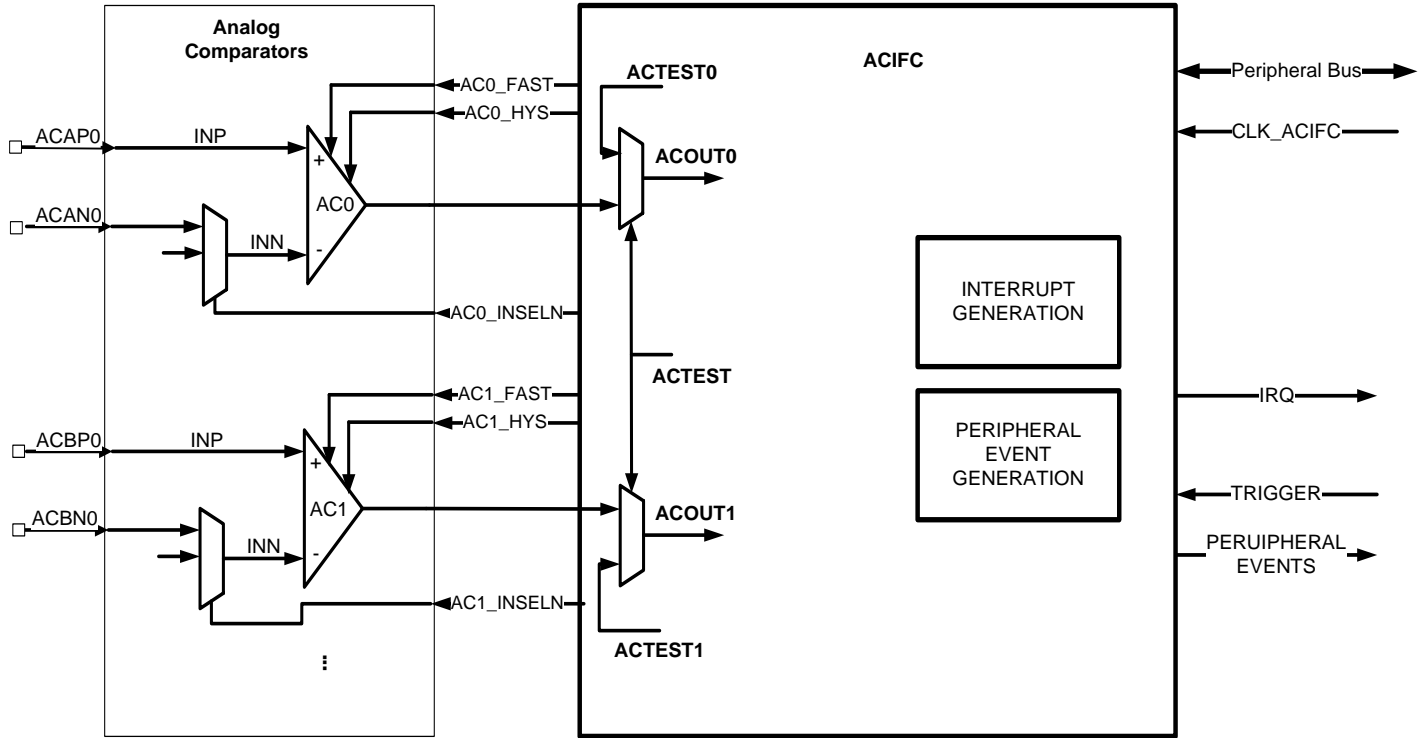 Analog
Comparators
ACIFC
ACTEST0
AC0_FAST
AC0_HYS
Peripheral Bus
CLK_ACIFC
ACAP0
INP
+
AC0
-
ACOUT0
ACAN0
INN
AC0_INSELN
INTERRUPT
GENERATION
ACTEST
AC1_FAST
AC1_HYS
IRQ
ACBP0
INP
+
AC1
-
PERIPHERAL
EVENT
GENERATION
TRIGGER
ACBN0
INN
ACOUT1
PERUIPHERAL
EVENTS
AC1_INSELN
ACTEST1
...